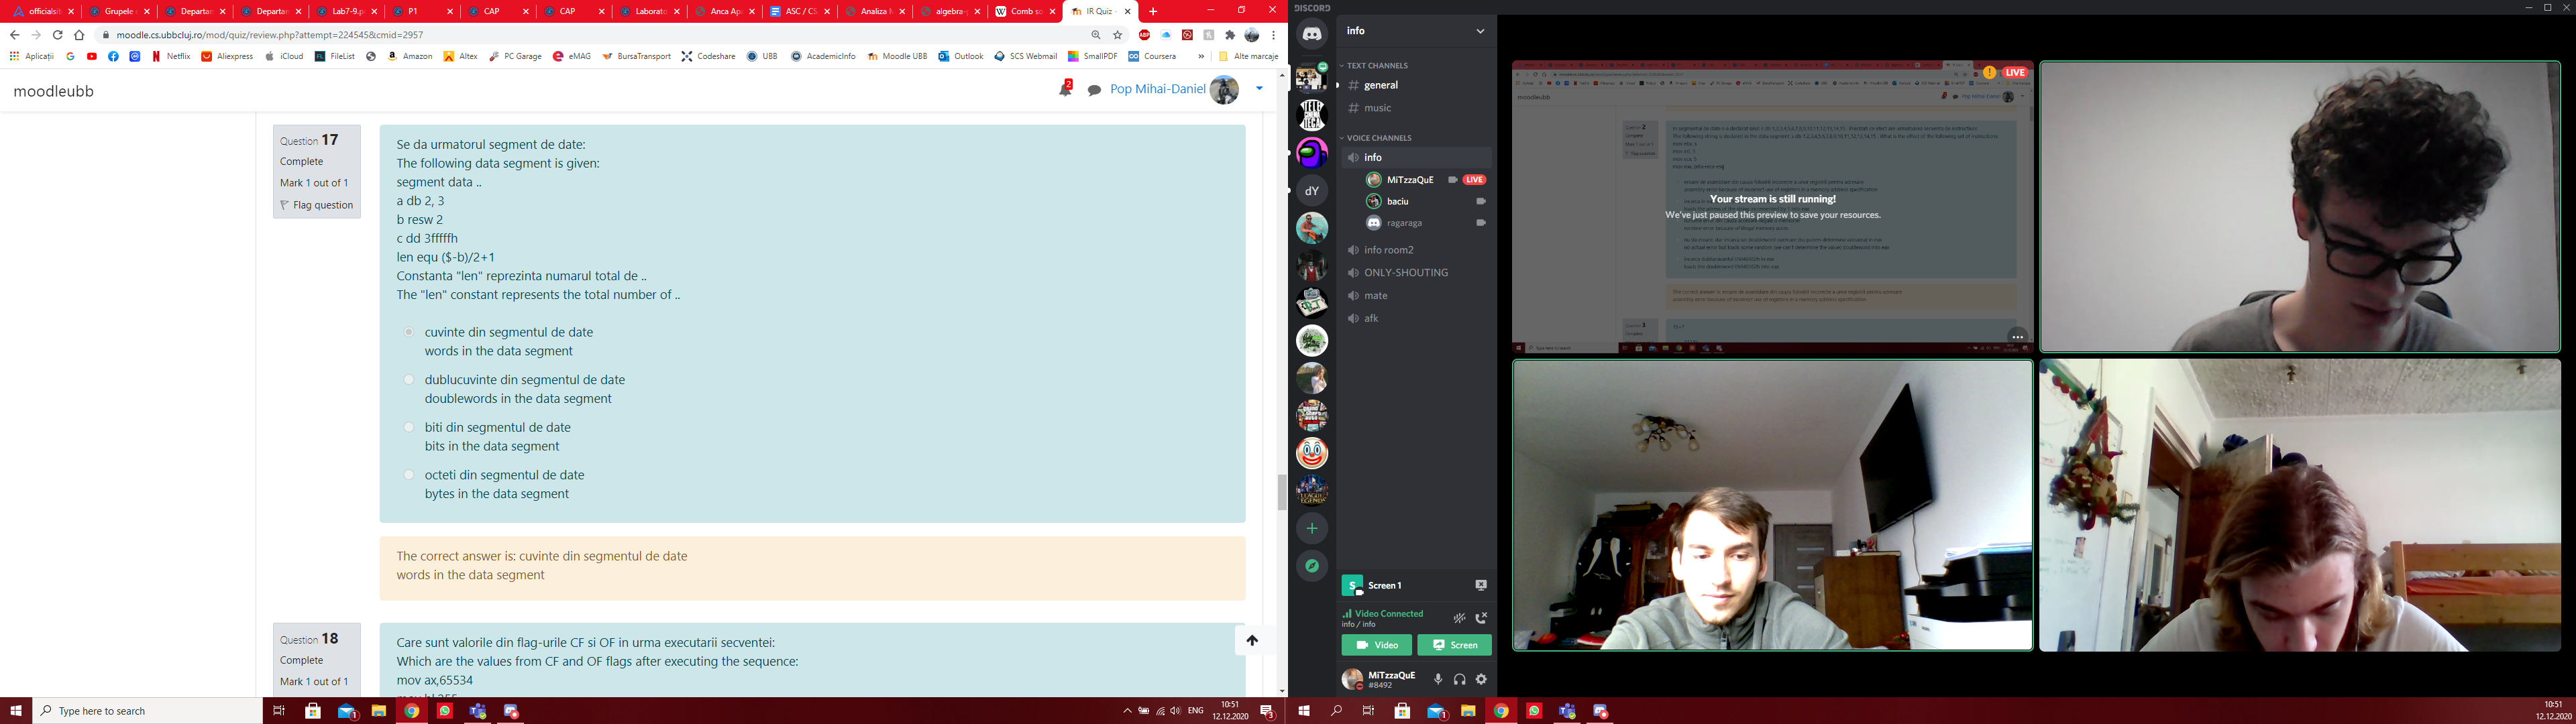 officialsit
Grupele
Departan
Departan
Lab7-9.p
P1
CAP
CAP
Laborato
Anca Ap
ASC / CS
Analiza
algebra-
Comb so
IR Quiz -
moodle.cs.ubbcluj.ro/mod/quiz/review.php?attempt=224545&cmid=2957
Aplicații
Netflix
Aliexpress
iCloud
FileList
Amazon
Altex
PC Garage
eMAG
BursaTransport
Codeshare
UBB
AcademicInfo
Moodle UBB
Outlook
SCS Webmail
SmallPDF
Coursera
Alte marcaje
moodleubb
2
Pop Mihai-Daniel
Question 17
Complete
Mark 1 out of 1
Flag question
Se da urmatorul segment de date:
The following data segment is given:
segment data ..
a db 2, 3
b resw 2
c dd 3fffffh
len equ ($-b)/2+1
Constanta "len" reprezinta numarul total de ..
The "len" constant represents the total number of ..
cuvinte din segmentul de date
words in the data segment
dublucuvinte din segmentul de date
doublewords in the data segment
biti din segmentul de date
bits in the data segment
octeti din segmentul de date
bytes in the data segment
The correct answer is: cuvinte din segmentul de date
words in the data segment
Question 18
Complete
Mark 1 out of 1
Care sunt valorile din flag-urile CF si OF in urma executarii secventei:
Which are the values from CF and OF flags after executing the sequence:
mov ax,65534
Type here to search
ENG
10:51
12.12.2020
DISCORD
info
TEXT CHANNELS
general
music
VOICE CHANNELS
info
MiTzzaQuE
LIVE
baciu
ragaraga
info room2
ONLY-SHOUTING
mate
afk
dY
Screen 1
Video Connected
info / info
Video
Screen
MiTzzaQuE
#8492
LIVE
Your stream is still running!
We've just paused this preview to save your resources.
10:51
12.12.2020